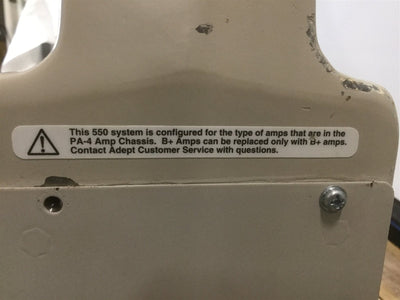 This 550 system is configured for the type of amps that are in the
PA-4 Amp Chassis. B+ Amps can be replaced only with B+ amps.
Contact Adept Customer Service with questions.